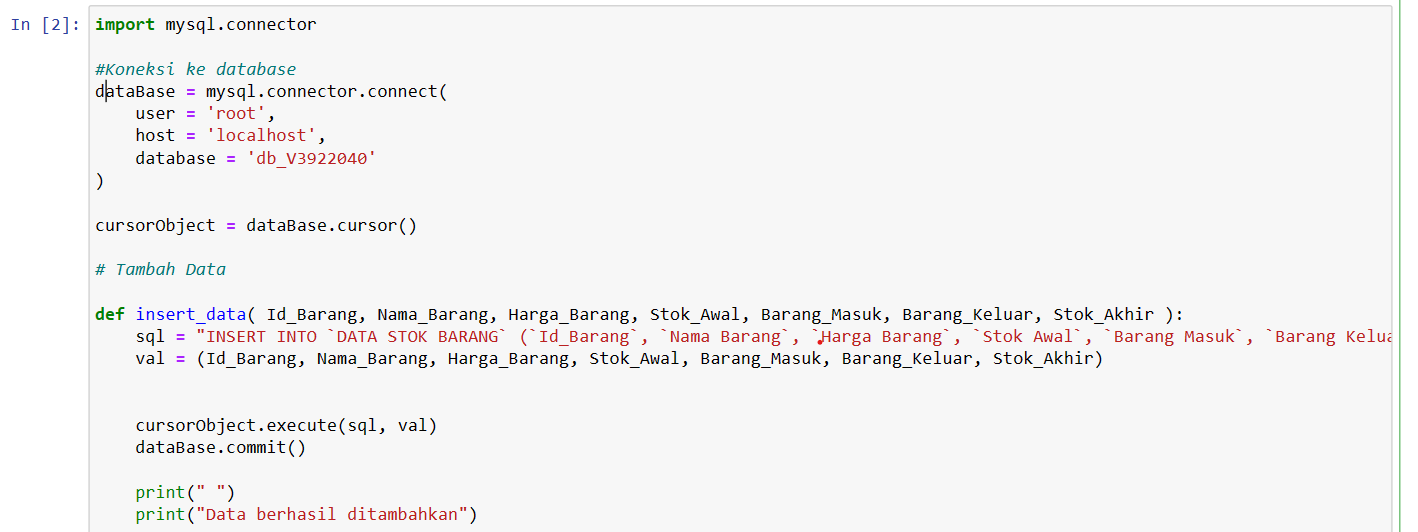 In [2]: import mysql.connector
#Koneksi ke database
dataBase = mysql.connector.connect(
    user = 'root',
    host = 'localhost',
    database = 'db_V3922040'
)
cursorObject = dataBase.cursor()
# Tambah Data
def insert_data( Id_Barang, Nama_Barang, Harga_Barang, Stok_Awal, Barang_Masuk, Barang_Keluar, Stok_Akhir ):
    sql = "INSERT INTO `DATA STOK BARANG` (`Id_Barang`, `Nama Barang`, `Harga Barang`, `Stok Awal`, `Barang Masuk`, `Barang Kelua
    val = (Id_Barang, Nama_Barang, Harga_Barang, Stok_Awal, Barang_Masuk, Barang_Keluar, Stok_Akhir)
    cursorObject.execute(sql, val)
    dataBase.commit()
    print(" ")
    print("Data berhasil ditambahkan")